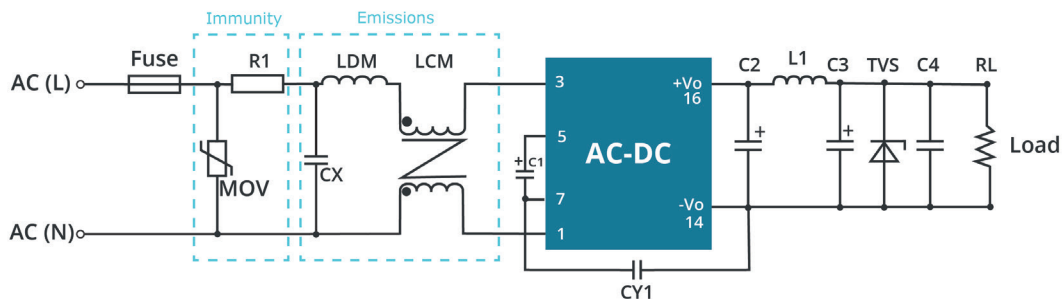 Immunity
Emissions
Fuse
R1
LDM
LCM
C2
L1
C3
TVS
C4
RL
AC (L)
3
+Vo
16
+
+
5
AC-DC
+
C1
Load
MOV
CX
7
-Vo
14
AC (N)
1
CY1